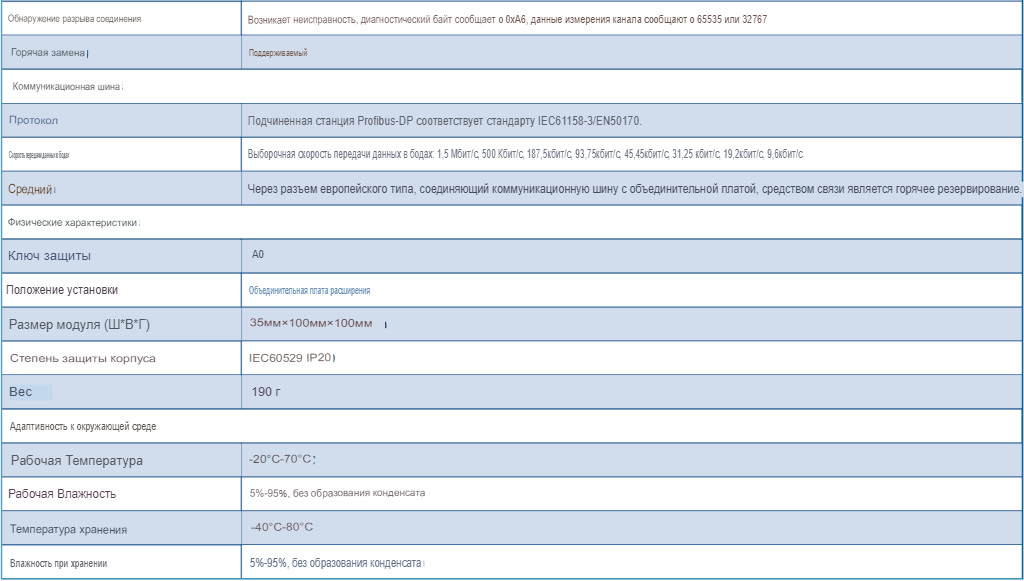 Обнаружение разрыва соединения
Возникает неисправность, диагностический байт сообщает о 0xA6, данные измерения канала сообщают о 65535 или 32767
Горячая замена
Поддерживаемый
Коммуникационная шина
Протокол
Подчиненная станция Profibus-DP соответствует стандарту IEC61158-3/EN50170.
Скорость передачи данных в бодах
Выборочная скорость передачи данных в бодах: 1,5 Мбит/с, 500 Кбит/с, 187,5кбит/с, 93,75кбит/с, 45,45кбит/с, 31,25 кбит/с, 19,2кбит/с, 9,6кбит/с
Средний
Через разъем европейского типа, соединяющий коммуникационную шину с объединительной платой, средством связи является горячее резервирование.
Физические характеристики
Ключ защиты
A0
Положение установки
Объединительная плата расширения
Размер модуля (Ш*В*Г)
35мм×100мм×100мм
Степень защиты корпуса
IEC60529 IP20
Вес
190 г
Адаптивность к окружающей среде
Рабочая Температура
-20°C-70°C
Рабочая Влажность
5%-95%, без образования конденсата
Температура хранения
-40°C-80°C
Влажность при хранении
5%-95%, без образования конденсата